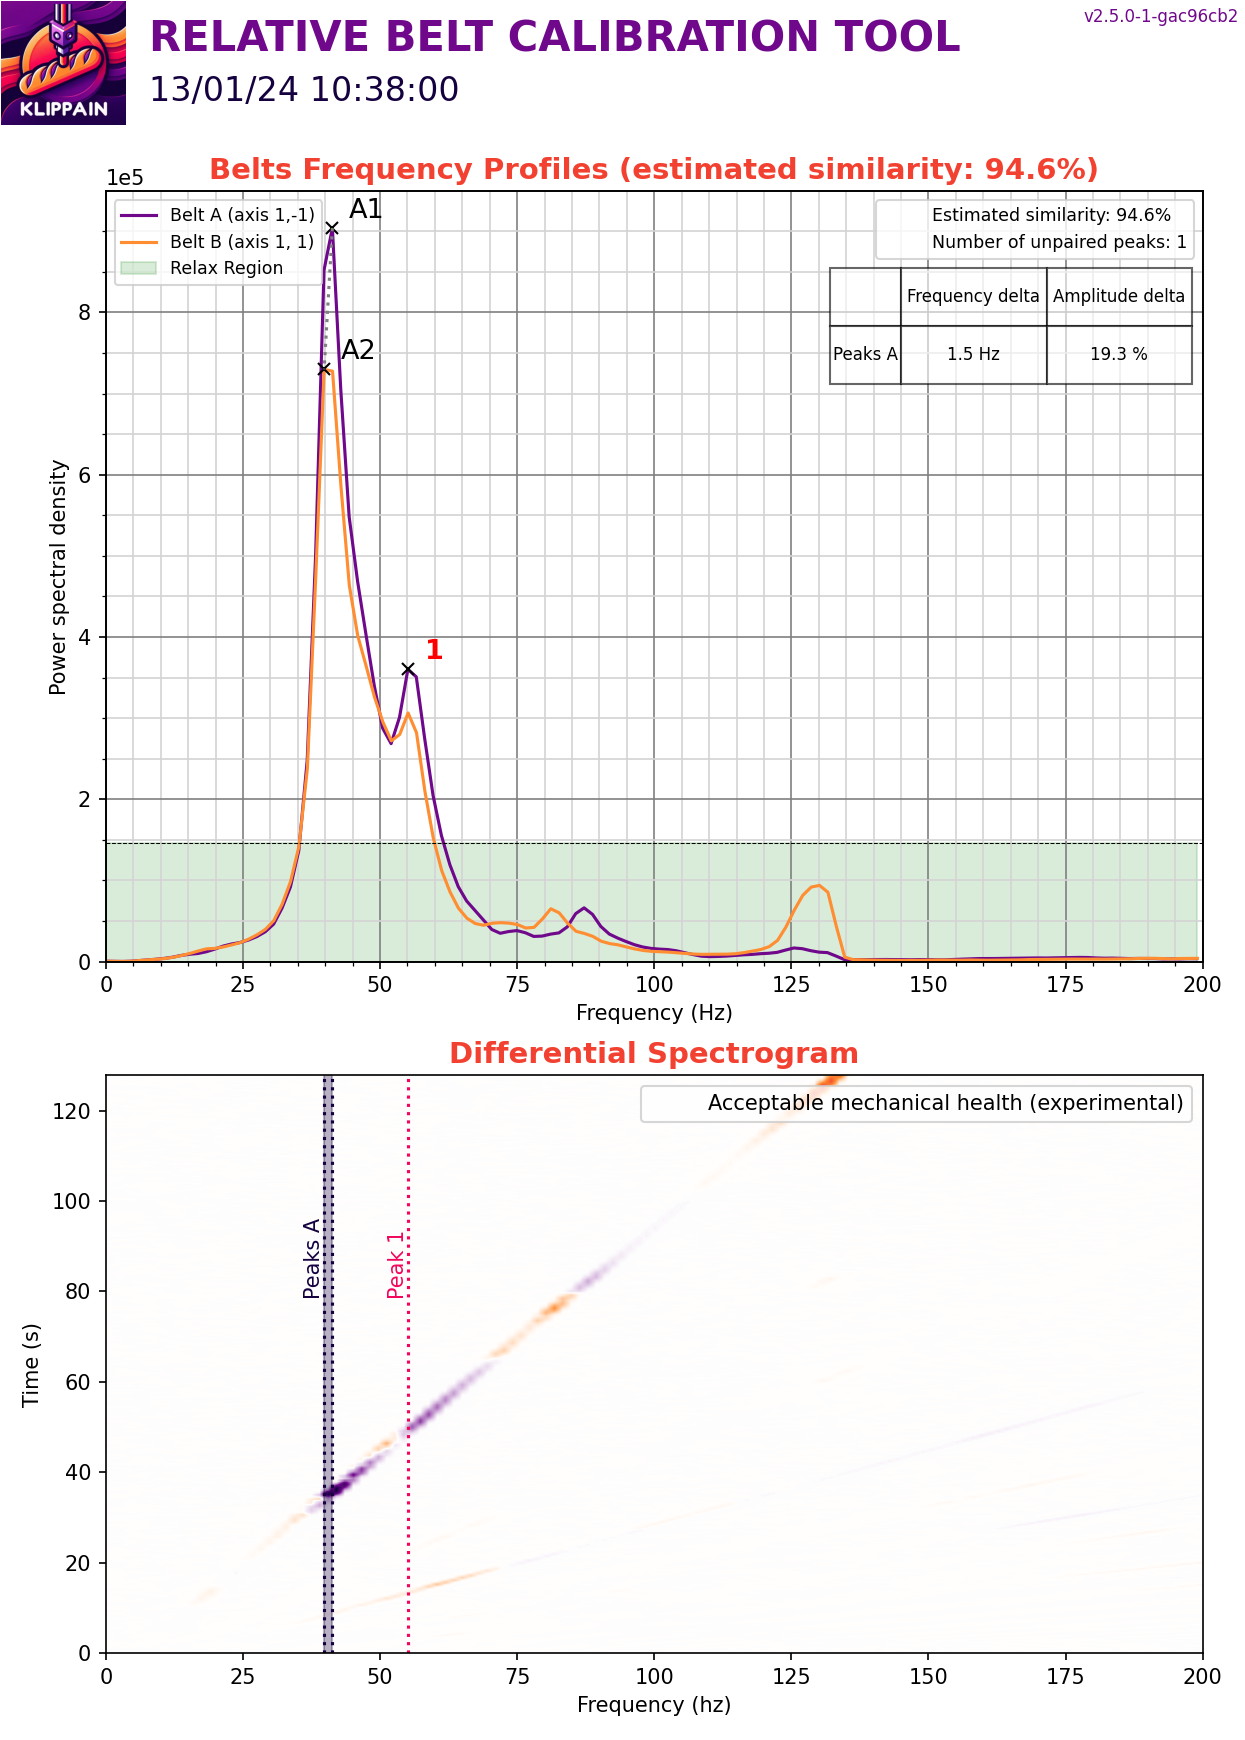 KLIPPAIN
RELATIVE BELT CALIBRATION TOOL
v2.5.0-1-gac96cb2
13/01/24 10:38:00
Belts Frequency Profiles (estimated similarity: 94.6%)
1e5
Belt A (axis 1,-1)
Belt B (axis 1, 1)
Relax Region
A1
A2
1
Estimated similarity: 94.6%
Number of unpaired peaks: 1
Frequency delta Amplitude delta
Peaks A 1.5 Hz 19.3 %
Power spectral density
8
6
4
2
0
0 25 50 75 100 125 150 175 200
Frequency (Hz)
Differential Spectrogram
Acceptable mechanical health (experimental)
Peaks A
Peak 1
Time (s)
120
100
80
60
40
20
0
0 25 50 75 100 125 150 175 200
Frequency (hz)